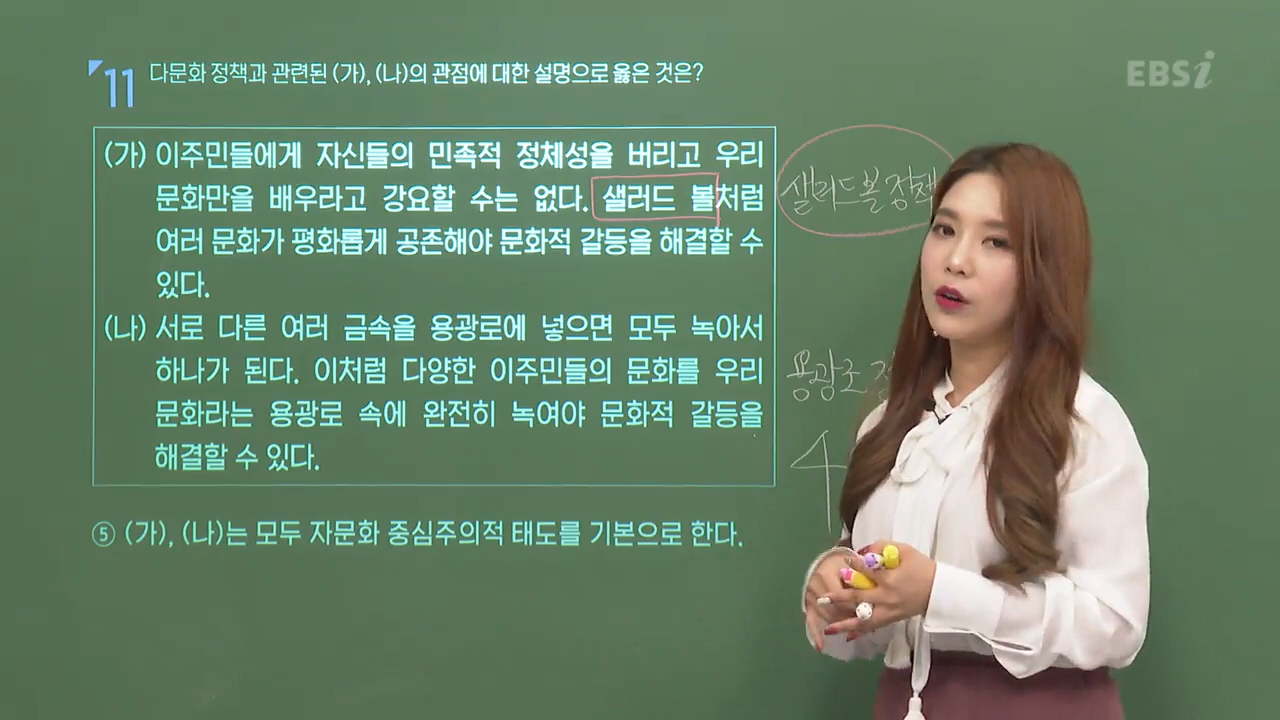 11 다문화 정책과 관련된 (가), (나)의 관점에 대한 설명으로 옳은 것은?
EBSi
(가) 이주민들에게 자신들의 민족적 정체성을 버리고 우리
문화만을 배우라고 강요할 수는 없다. 샐러드 볼처럼
여러 문화가 평화롭게 공존해야 문화적 갈등을 해결할 수
있다.
(나) 서로 다른 여러 금속을 용광로에 넣으면 모두 녹아서
하나가 된다. 이처럼 다양한 이주민들의 문화를 우리
문화라는 용광로 속에 완전히 녹여야 문화적 갈등을
해결할 수 있다.
샐러드볼 정책
용광로
⑤ (가), (나)는 모두 자문화 중심주의적 태도를 기본으로 한다.